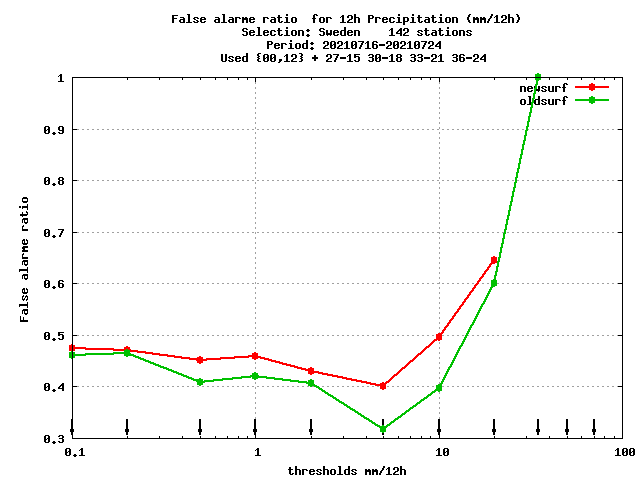 False alarme ratio  for 12h Precipitation (mm/12h)
Selection: Sweden    142 stations
Period: 20210716-20210724
Used {00,12} + 27-15 30-18 33-21 36-24
newsurf
oldsurf
1
0.9
0.8
0.7
0.6
0.5
0.4
0.3
False alarme ratio
0.1 1 10 100
thresholds mm/12h